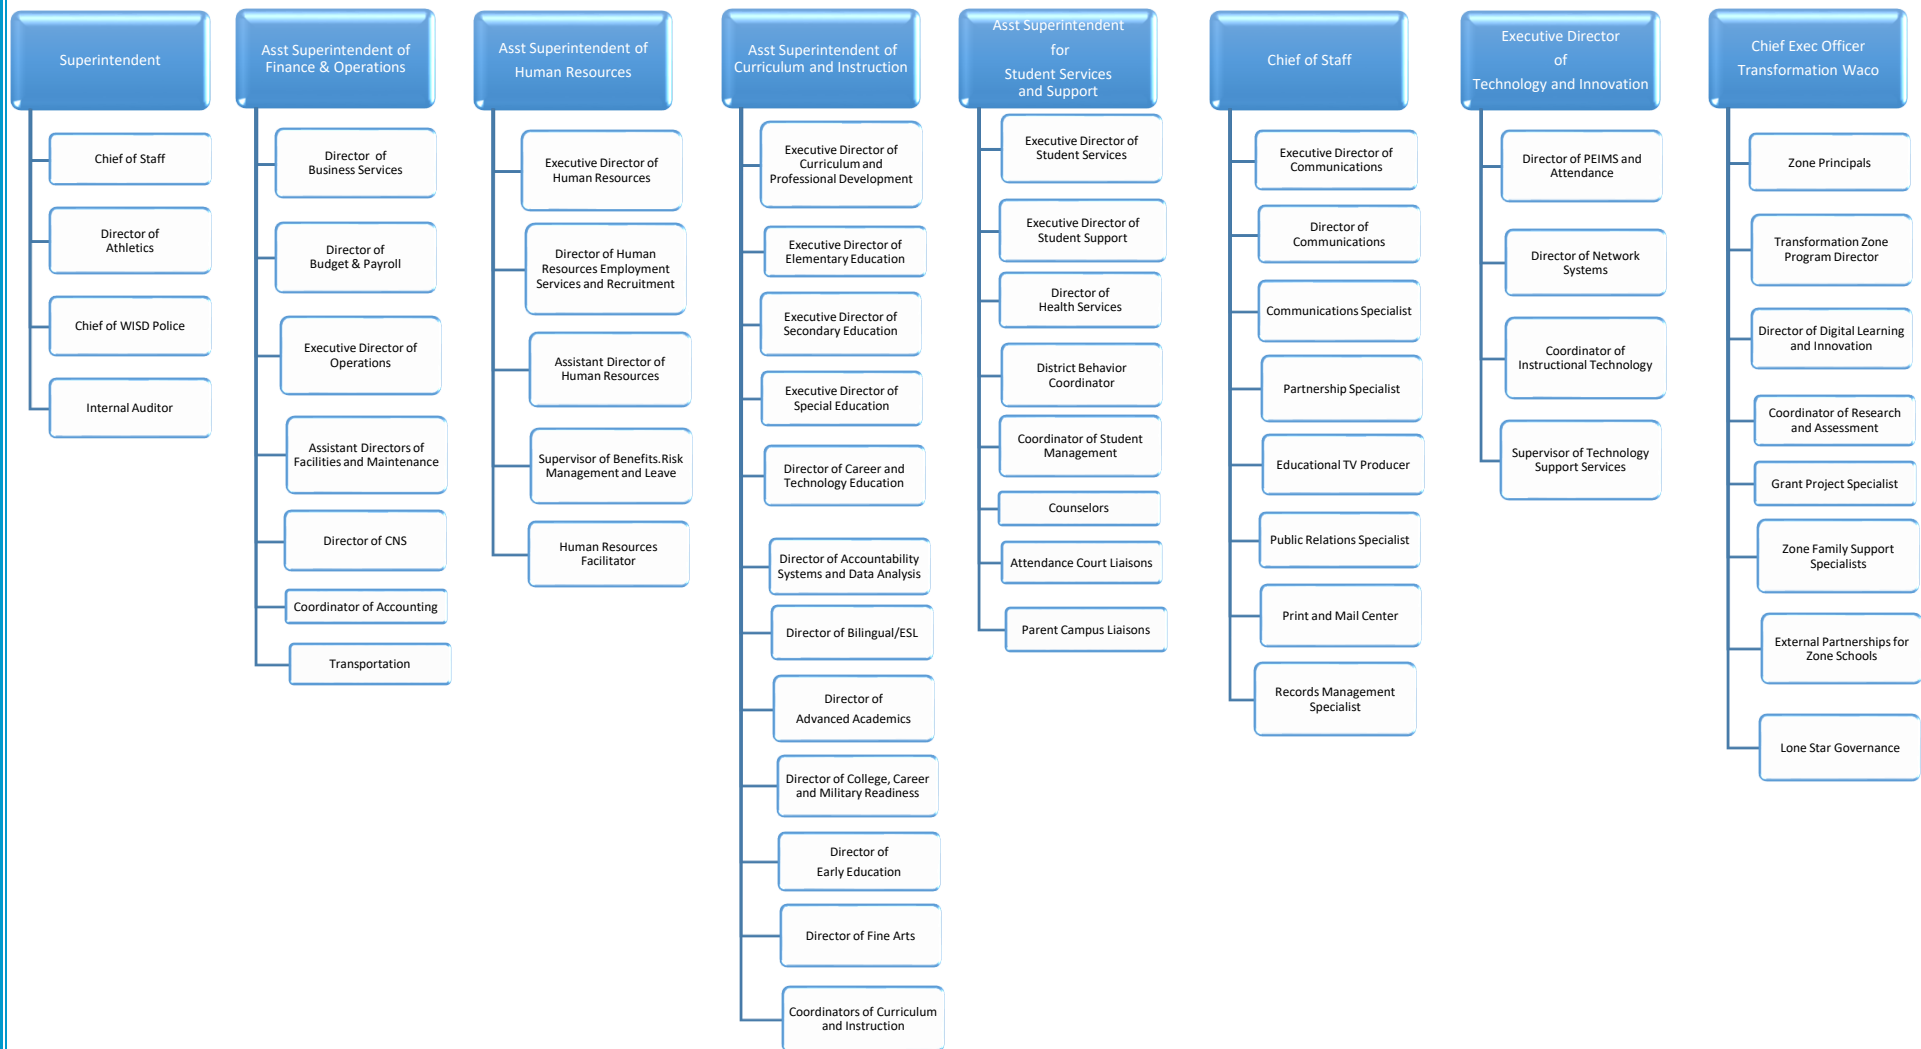 Superintendent
Chief of Staff
Director of
Athletics
Chief of WISD Police
Internal Auditor
Asst Superintendent of
Finance & Operations
Director of
Business Services
Director of
Budget & Payroll
Executive Director of
Operations
Assistant Directors of
Facilities and Maintenance
Director of CNS
Coordinator of Accounting
Transportation
Asst Superintendent of
Human Resources
Executive Director of
Human Resources
Director of Human
Resources Employment
Services and Recruitment
Assistant Director of
Human Resources
Supervisor of Benefits.Risk
Management and Leave
Human Resources
Facilitator
Asst Superintendent of
Curriculum and Instruction
Executive Director of
Curriculum and
Professional Development
Executive Director of
Elementary Education
Executive Director of
Secondary Education
Executive Director of
Special Education
Director of Career and
Technology Education
Director of Accountability
Systems and Data Analysis
Director of Bilingual/ESL
Director of
Advanced Academics
Director of College, Career
and Military Readiness
Director of
Early Education
Director of Fine Arts
Coordinators of Curriculum
and Instruction
Asst Superintendent
for
Student Services
and Support
Executive Director of
Student Services
Executive Director of
Student Support
Director of
Health Services
District Behavior
Coordinator
Coordinator of Student
Management
Counselors
Attendance Court Liaisons
Parent Campus Liaisons
Chief of Staff
Executive Director of
Communications
Director of
Communications
Communications Specialist
Partnership Specialist
Educational TV Producer
Public Relations Specialist
Print and Mail Center
Records Management
Specialist
Executive Director
of
Technology and Innovation
Director of PEIMS and
Attendance
Director of Network
Systems
Coordinator of
Instructional Technology
Supervisor of Technology
Support Services
Chief Exec Officer
Transformation Waco
Zone Principals
Transformation Zone
Program Director
Director of Digital Learning
and Innovation
Coordinator of Research
and Assessment
Grant Project Specialist
Zone Family Support
Specialists
External Partnerships for
Zone Schools
Lone Star Governance